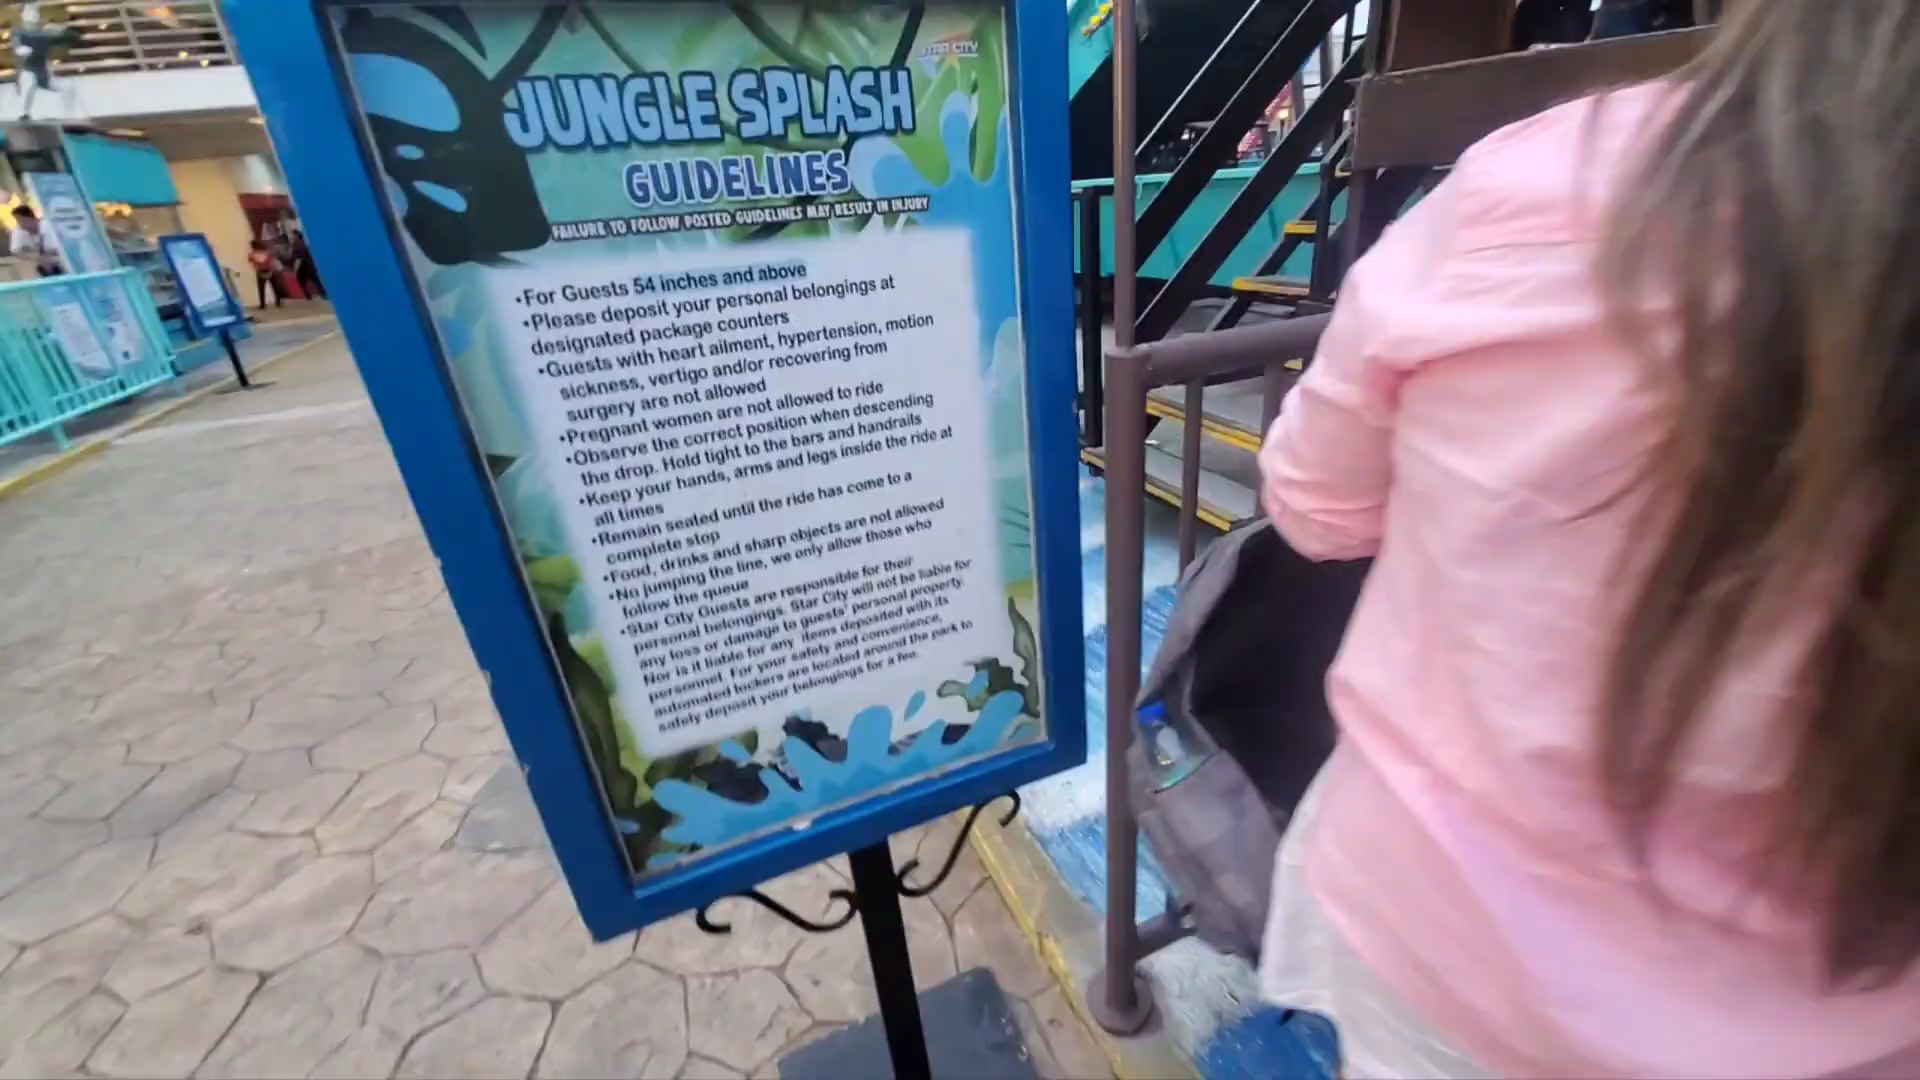 STAR CITY
JUNGLE SPLASH
GUIDELINES
FAILURE TO FOLLOW POSTED GUIDELINES MAY RESULT IN INJURY
•For Guests 54 inches and above
•Please deposit your personal belongings at
designated package counters
•Guests with heart ailment, hypertension, motion
sickness, vertigo and/or recovering from
surgery are not allowed
•Pregnant women are not allowed to ride
•Observe the correct position when descending
the drop. Hold tight to the bars and handrails
•Keep your hands, arms and legs inside the ride at
all times
•Remain seated until the ride has come to a
complete stop
•Food, drinks and sharp objects are not allowed
•No jumping the line, we only allow those who
follow the queue
•Star City Guests are responsible for their
personal belongings. Star City will not be liable for
any loss or damage to guests' personal property.
Nor is it liable for any items deposited with its
personnel. For your safety and convenience,
automated lockers are located around the park to
safely deposit your belongings for a fee.